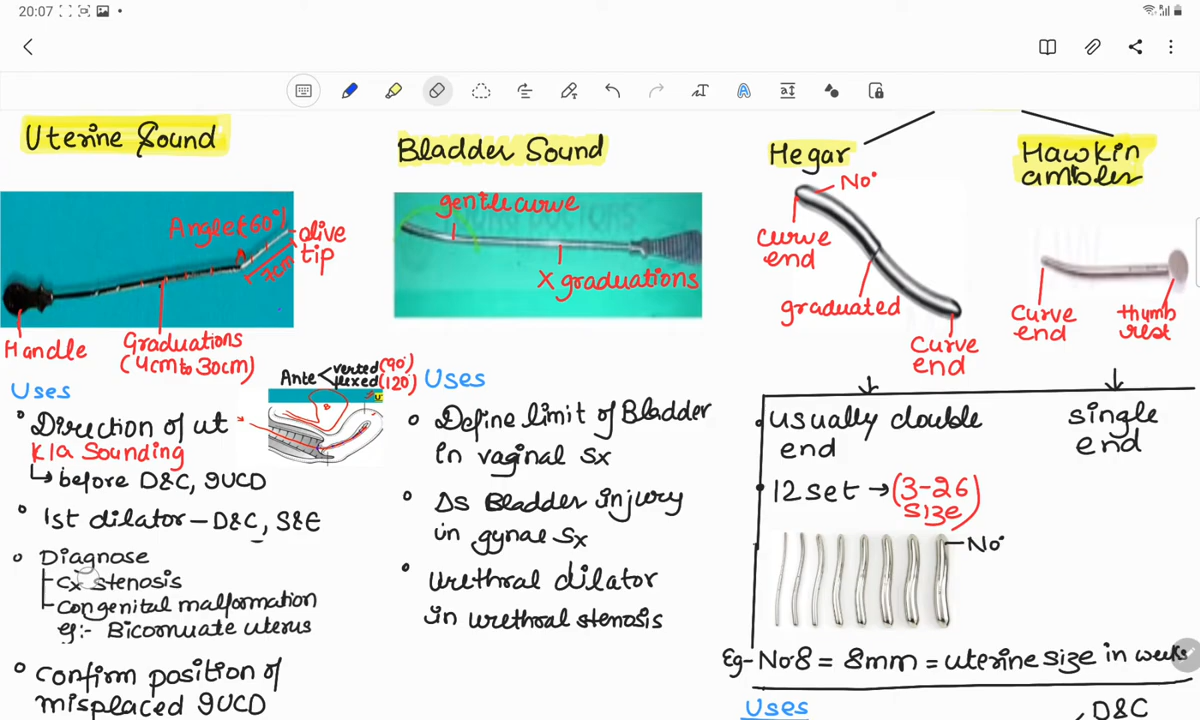 20:07
Uterine Sound
Angle(60°)
olive
tip
7cm
Handle
Graduations
(4cm to 30cm)
Uses
Ante
verted(90°)
flexed(120°)
B
• Direction of ut
K/a Sounding
↳ before D&C, IUCD
• 1st dilator – D&C, S&E
• Diagnose
Cx stenosis
Congenital malformation
eg:- Bicornuate uterus
• Confirm position of
misplaced IUCD
Bladder Sound
gentle curve
X graduations
Uses
• Define limit of Bladder
in vaginal Sx
• Ds Bladder injury
in gynae Sx
• Urethral dilator
in urethral stenosis
Hegar
No°
Curve
end
graduated
Curve
end
Hawkin
ambler
Curve
end
thumb
rest
• usually double
end
single
end
• 12 set → (3-26
size)
No°
Eg- No.8 = 8mm = uterine size in weeks
Uses
D&C